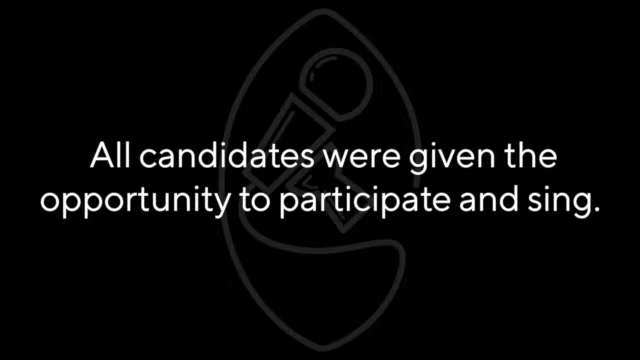 All candidates were given the
opportunity to participate and sing.